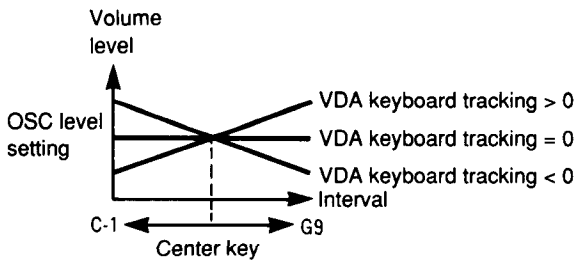 Volume
level
VDA keyboard tracking > 0
OSC level
setting
VDA keyboard tracking = 0
VDA keyboard tracking < 0
Interval
C-1
G9
Center key